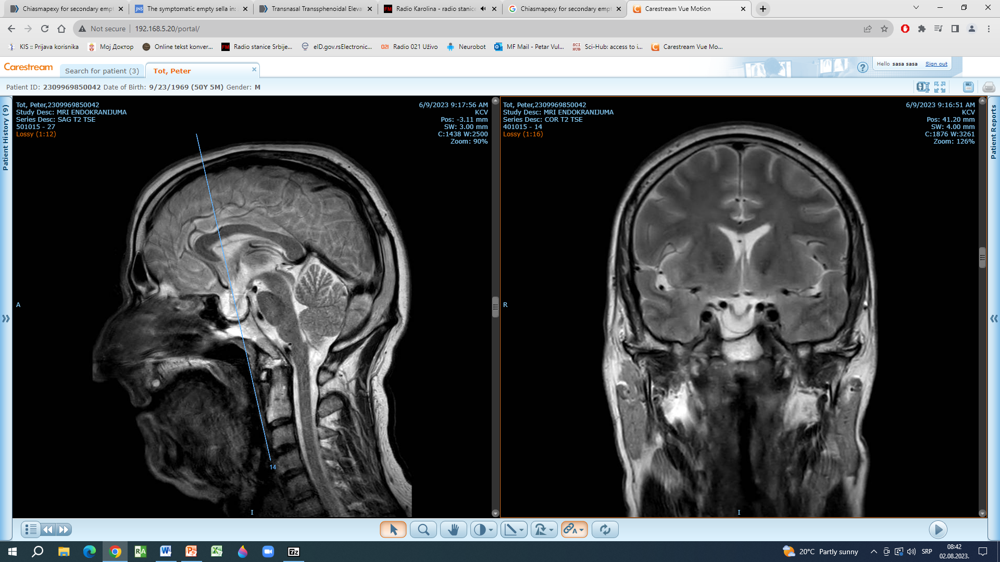 Chiasmapexy for secondary empt
The symptomatic empty sella in:
Transnasal Transsphenoidal Eleva
Radio Karolina - radio stanice
Chiasmapexy for secondary empt
Carestream Vue Motion
Not secure
192.168.5.20/portal/
KIS :: Prijava korisnika
Мој Доктор
Online tekst konver...
FM
Radio stanice Srbije...
eID.gov.rsElectronic...
Radio 021 Uživo
Neurobot
MF Mail - Petar Vul...
SCI HUB
Sci-Hub: access to i...
Carestream Vue Mo...
Carestream
Search for patient (3)
Tot, Peter
Hello sasa sasa Sign out
Patient ID: 2309969850042 Date of Birth: 9/23/1969 (50Y 5M) Gender: M
Patient History (9)
Tot, Peter,2309969850042
Study Desc: MRI ENDOKRANIJUMA
Series Desc: SAG T2 TSE
501015 - 27
Lossy (1:12)
6/9/2023 9:17:56 AM
KCV
Pos: -3.11 mm
SW: 3.00 mm
C:1438 W:2500
Zoom: 90%
A
14
I
Tot, Peter,2309969850042
Study Desc: MRI ENDOKRANIJUMA
Series Desc: COR T2 TSE
401015 - 14
Lossy (1:16)
6/9/2023 9:16:51 AM
KCV
Pos: 41.20 mm
SW: 4.00 mm
C:1876 W:3261
Zoom: 126%
R
I
Patient Reports
20°C Partly sunny
SRP
08:42
02.08.2023.